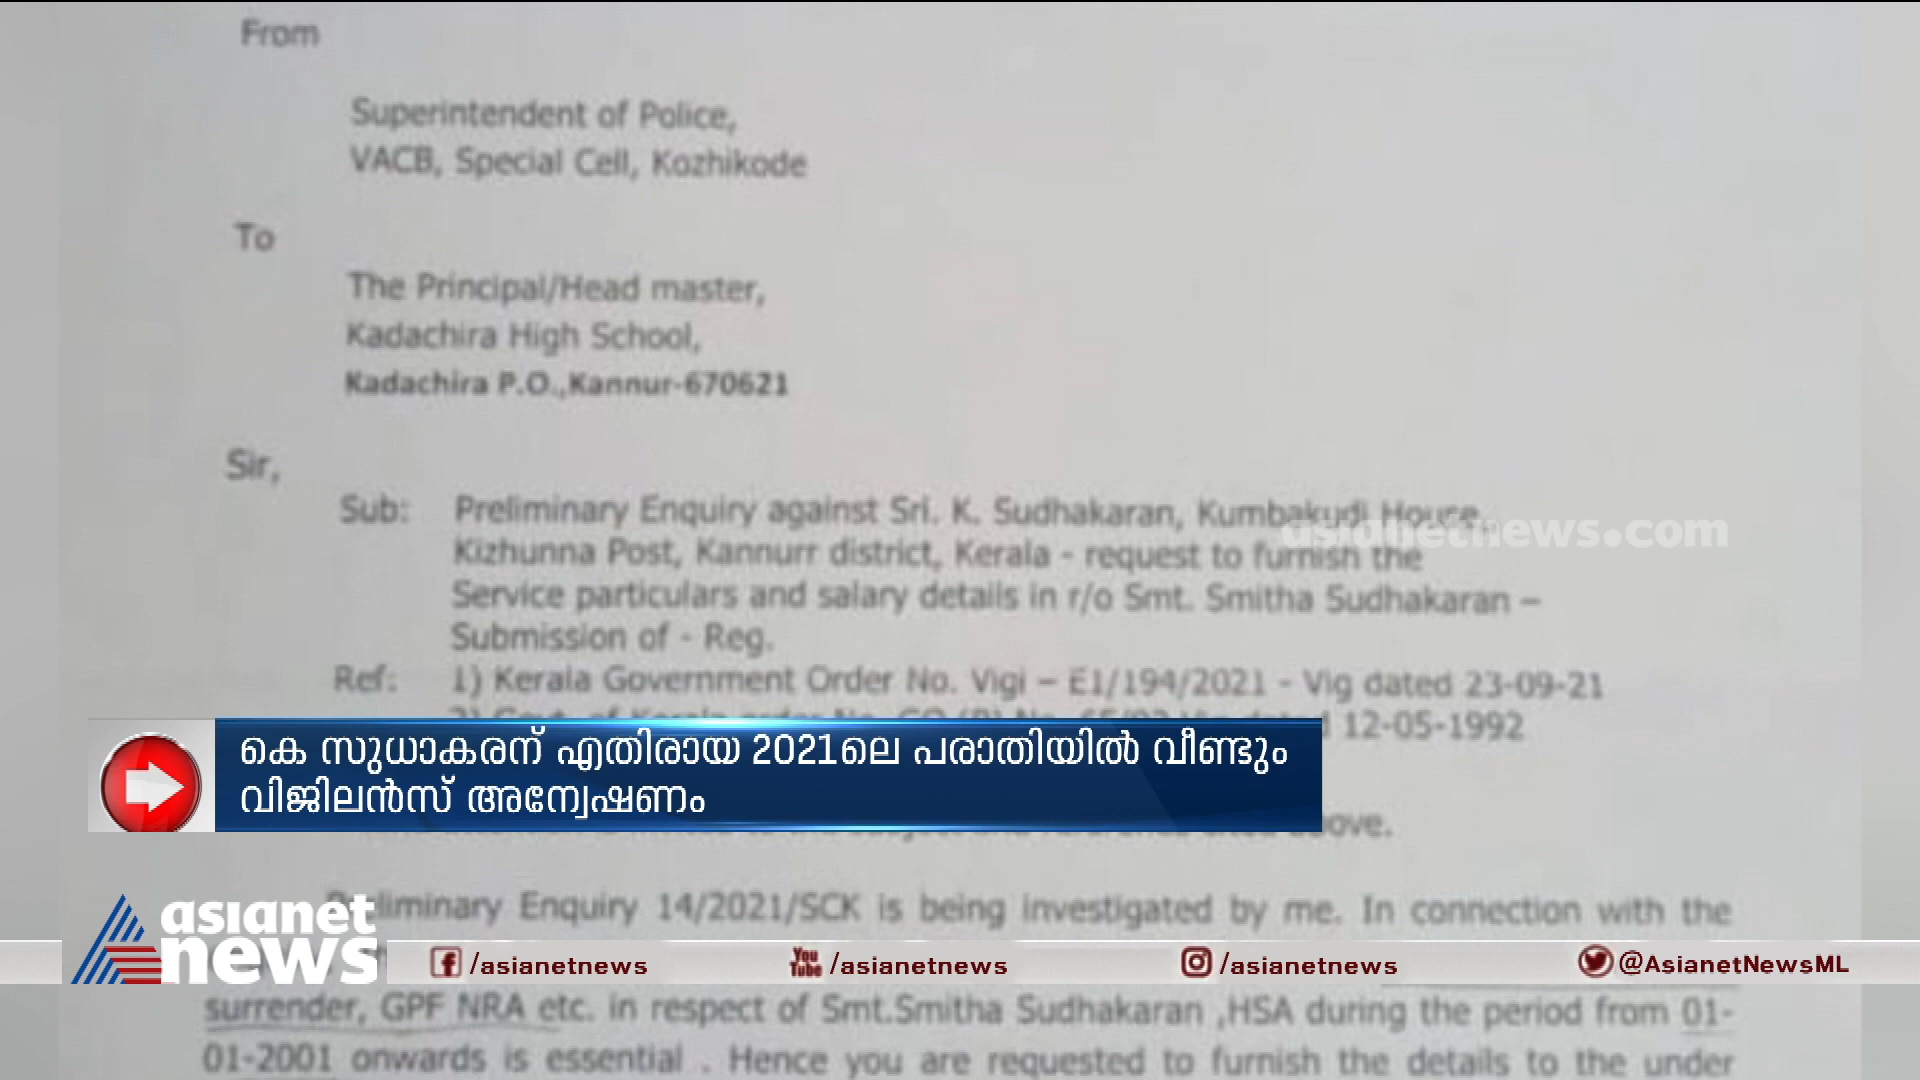 From
Superintendent of Police,
VACB, Special Cell, Kozhikode
To
The Principal/Head master,
Kadachira High School,
Kadachira P.O.,Kannur-670621
Sir,
Sub: Preliminary Enquiry against Sri. K. Sudhakaran, Kumbakudi House,
asianetnews.com
Kizhunna Post, Kannurr district, Kerala - request to furnish the
Service particulars and salary details in r/o Smt. Smitha Sudhakaran –
Submission of - Reg.
Ref: 1) Kerala Government Order No. Vigi – E1/194/2021 - Vig dated 23-09-21
12-05-1992
കെ സുധാകരന് എതിരായ 2021ലെ പരാതിയിൽ വീണ്ടും
വിജിലൻസ് അന്വേഷണം
above.
Preliminary Enquiry 14/2021/SCK is being investigated by me. In connection with the
asianet
news
/asianetnews
You
Tube
/asianetnews
/asianetnews
@AsianetNewsML
surrender, GPF NRA etc. in respect of Smt.Smitha Sudhakaran ,HSA during the period from 01-
01-2001 onwards is essential . Hence you are requested to furnish the details to the under